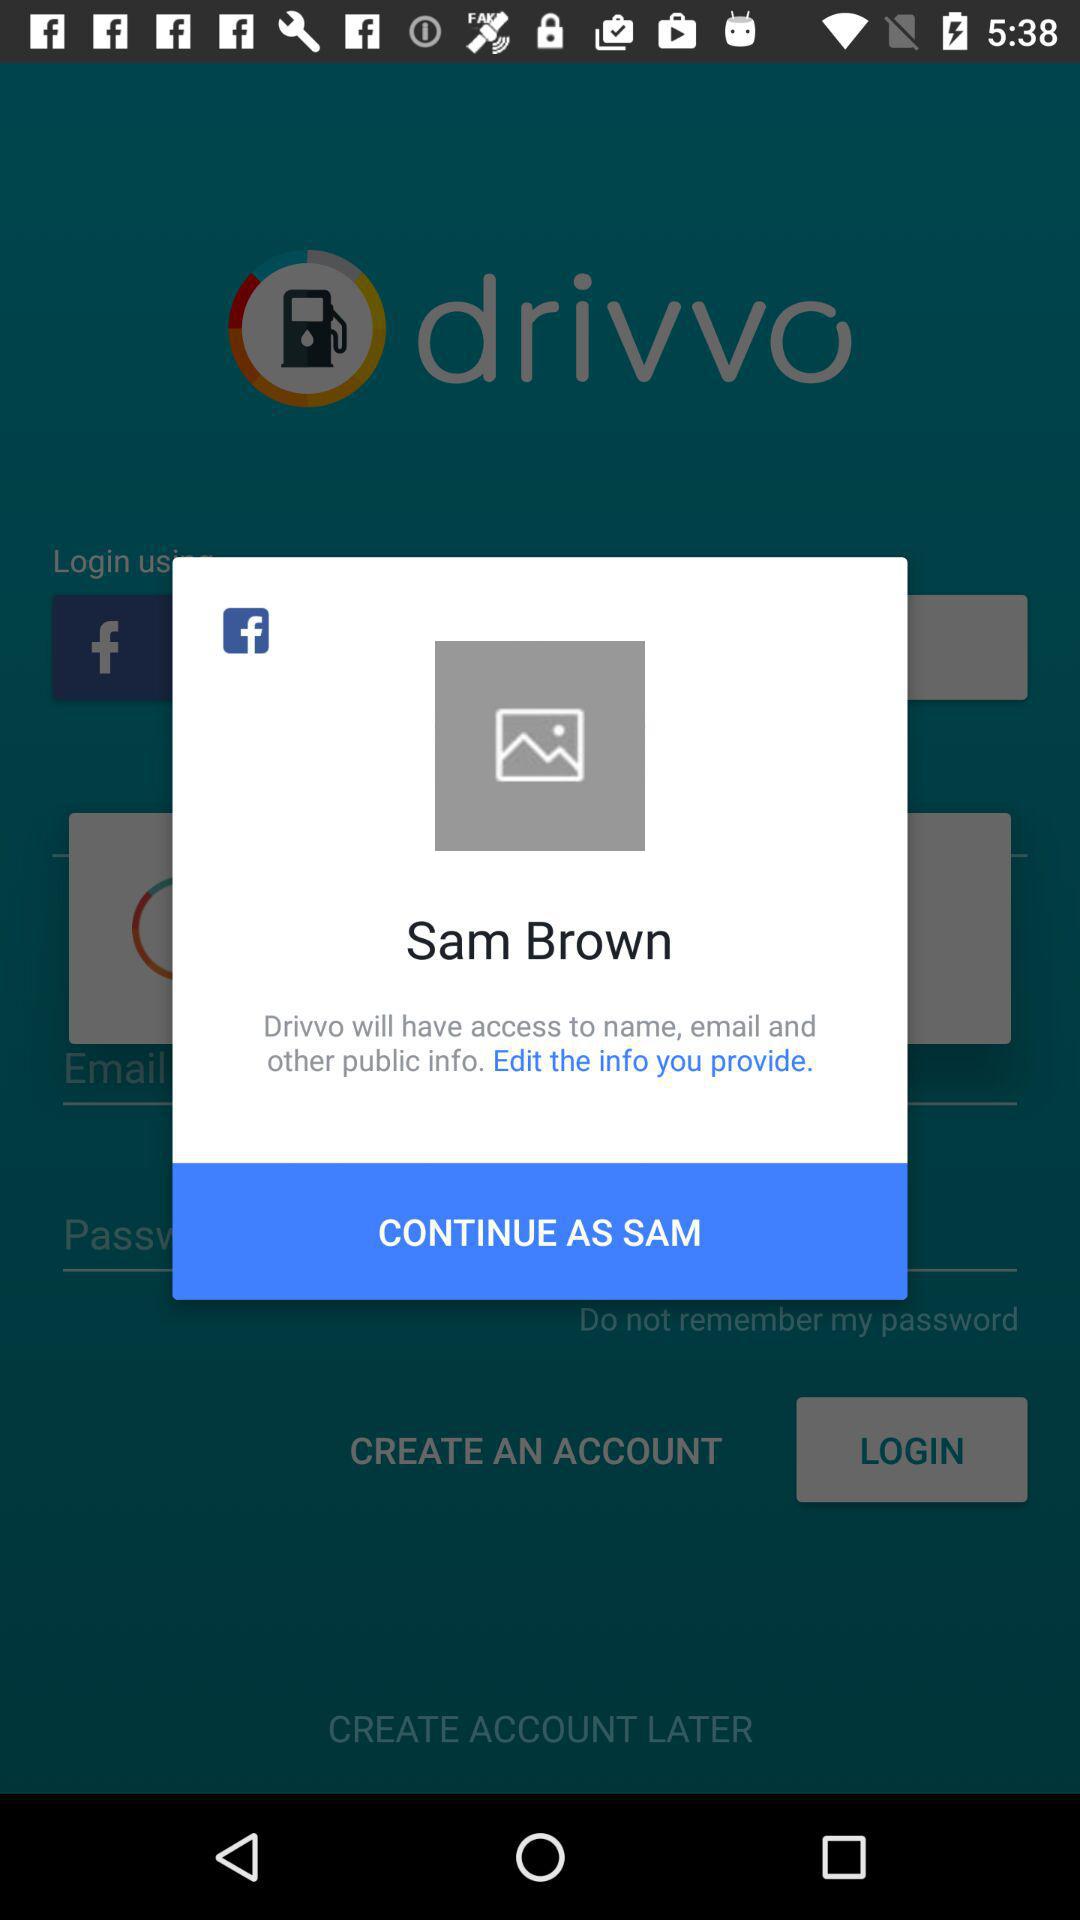 FAKE
5:38
drivvo
Login using
Sam Brown
Drivvo will have access to name, email and
other public info. Edit the info you provide.
Email
CONTINUE AS SAM
Do not remember my password
CREATE AN ACCOUNT
LOGIN
CREATE ACCOUNT LATER